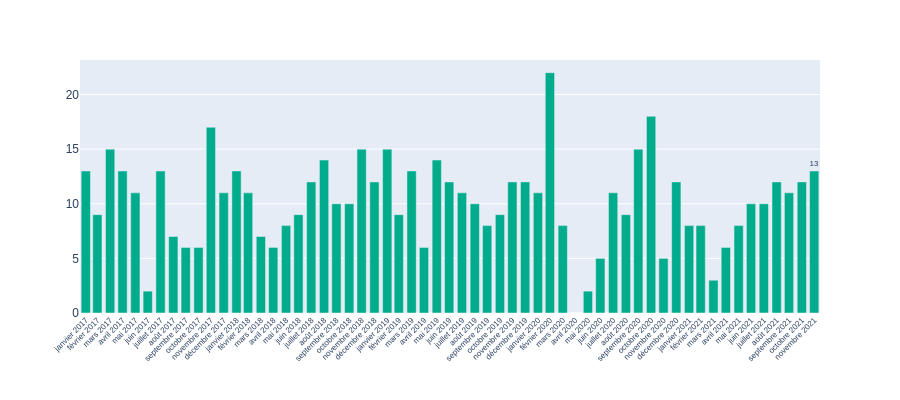 20
15
10
5
0
13
janvier 2017
février 2017
mars 2017
avril 2017
mai 2017
juin 2017
juillet 2017
août 2017
septembre 2017
octobre 2017
novembre 2017
décembre 2017
janvier 2018
février 2018
mars 2018
avril 2018
mai 2018
juin 2018
juillet 2018
août 2018
septembre 2018
octobre 2018
novembre 2018
décembre 2018
janvier 2019
février 2019
mars 2019
avril 2019
mai 2019
juin 2019
juillet 2019
août 2019
septembre 2019
octobre 2019
novembre 2019
décembre 2019
janvier 2020
février 2020
mars 2020
avril 2020
mai 2020
juin 2020
juillet 2020
août 2020
septembre 2020
octobre 2020
novembre 2020
décembre 2020
janvier 2021
février 2021
mars 2021
avril 2021
mai 2021
juin 2021
juillet 2021
août 2021
septembre 2021
octobre 2021
novembre 2021